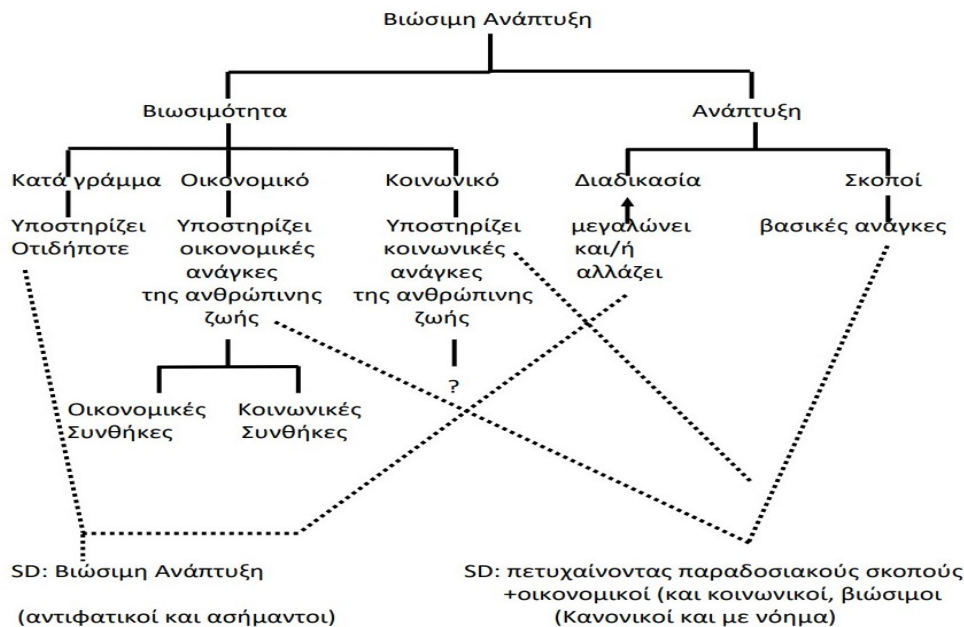 Βιώσιμη Ανάπτυξη
Βιωσιμότητα
Ανάπτυξη
Κατά γράμμα
Οικονομικό
Κοινωνικό
Διαδικασία
Σκοποί
Υποστηρίζει
Οτιδήποτε
Υποστηρίζει
οικονομικές
ανάγκες
της ανθρώπινης
ζωής
Υποστηρίζει
κοινωνικές
ανάγκες
της ανθρώπινης
ζωής
μεγαλώνει
και/ή
αλλάζει
βασικές ανάγκες
?
Οικονομικές
Συνθήκες
Κοινωνικές
Συνθήκες
SD: Βιώσιμη Ανάπτυξη
(αντιφατικοί και ασήμαντοι)
SD: πετυχαίνοντας παραδοσιακούς σκοπούς
+οικονομικοί (και κοινωνικοί, βιώσιμοι
(Κανονικοί και με νόημα)